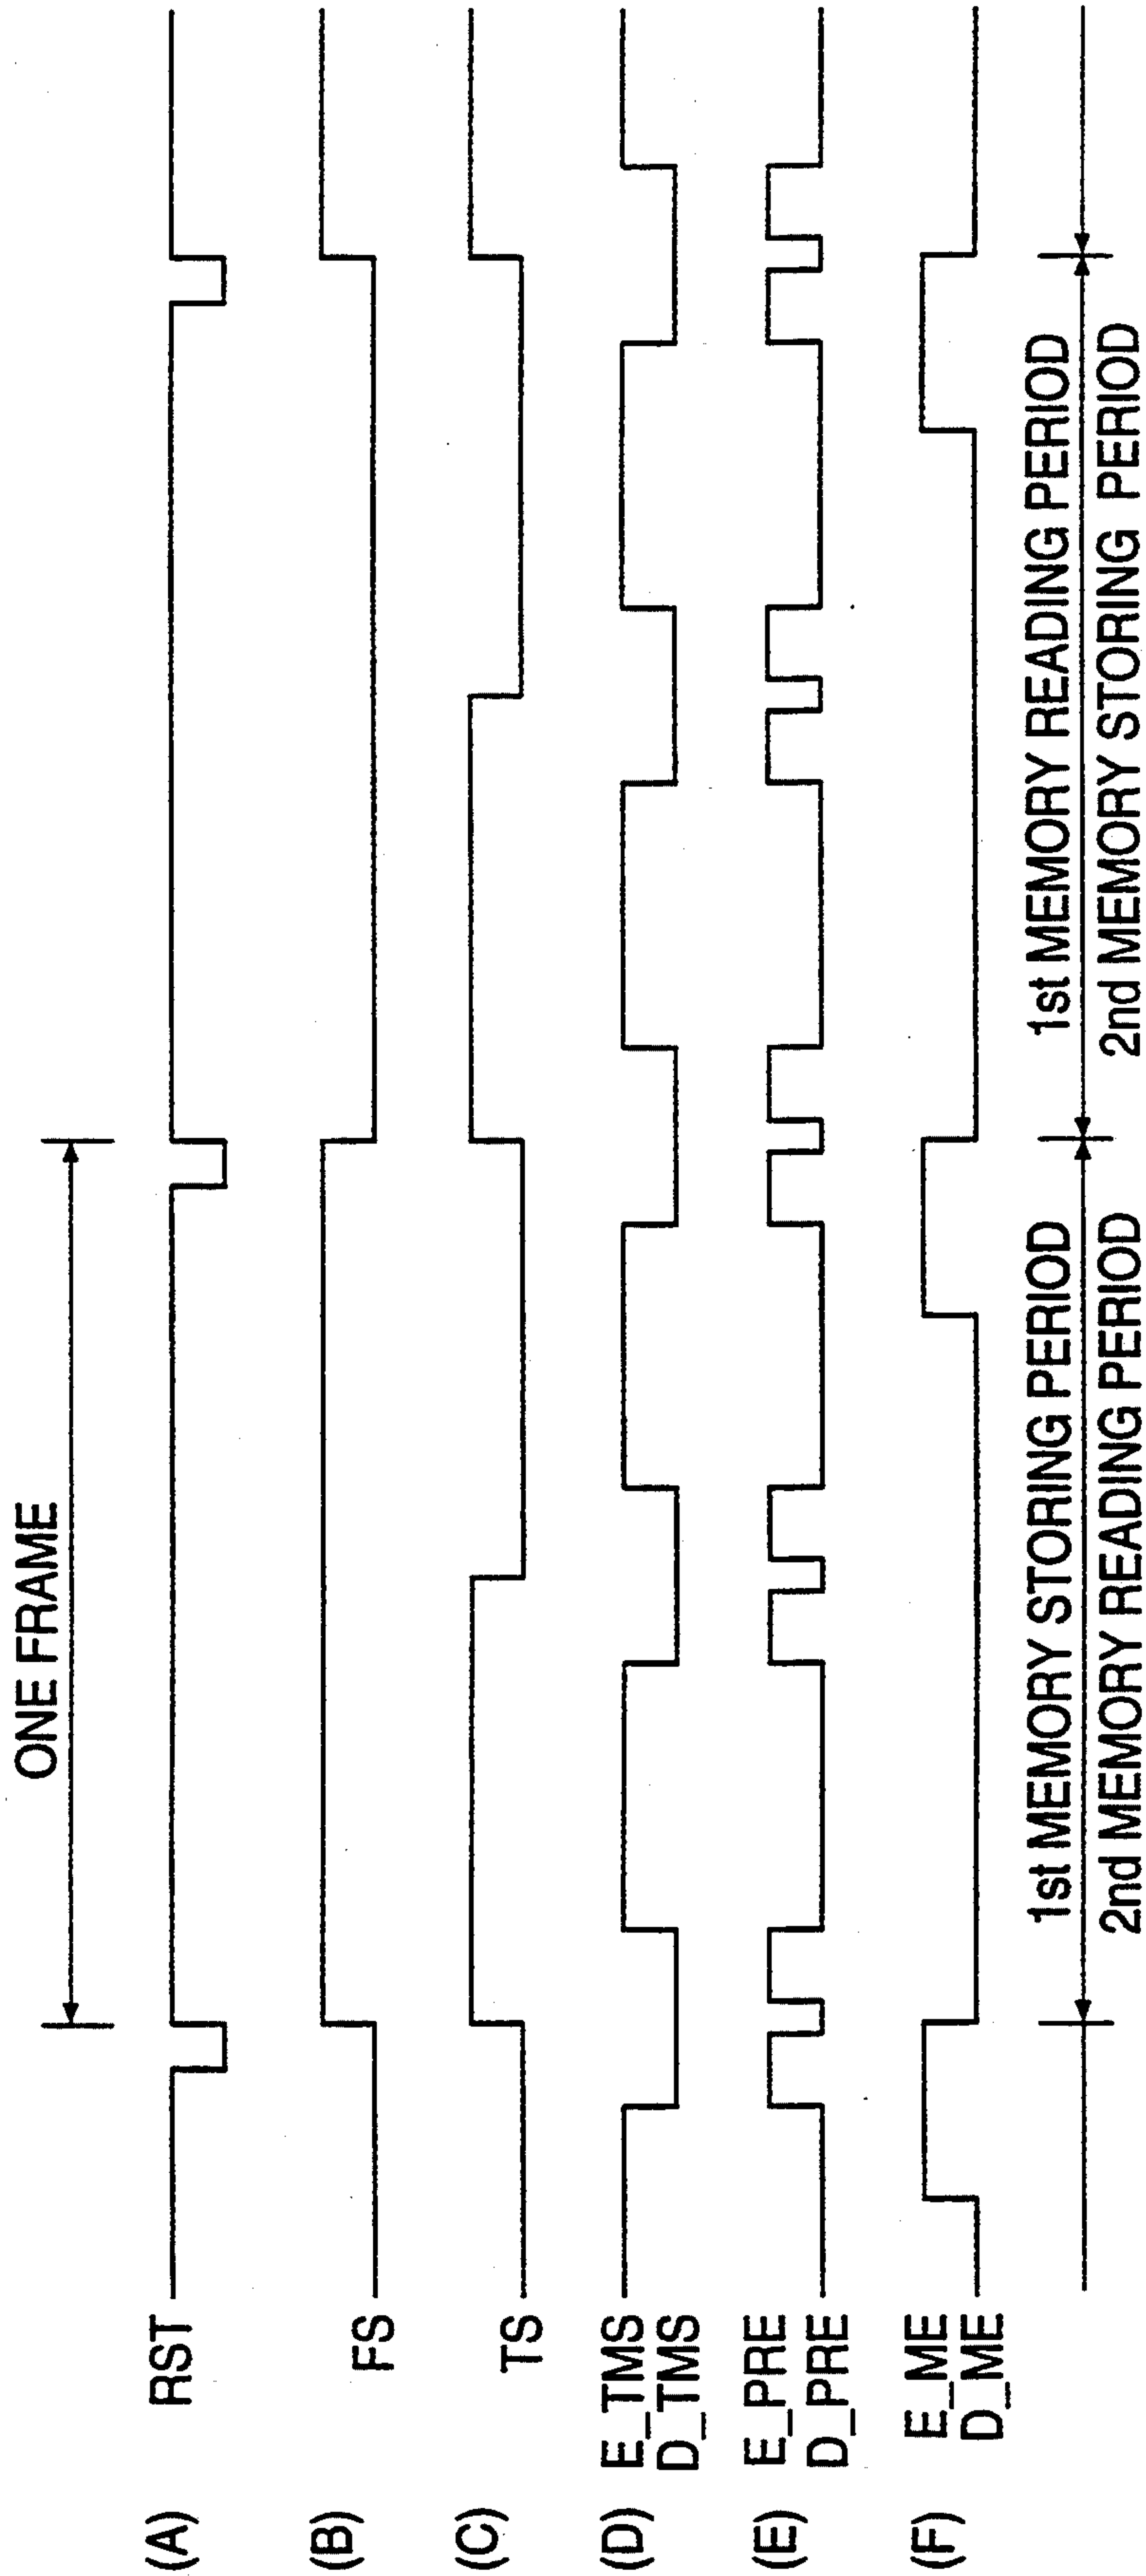 ONE FRAME
(A) RST
(B) FS
(C) TS
(D) E_TMS
D_TMS
(E) E_PRE
D_PRE
(F) E_ME
D_ME
1st MEMORY STORING PERIOD
2nd MEMORY READING PERIOD
1st MEMORY READING PERIOD
2nd MEMORY STORING PERIOD